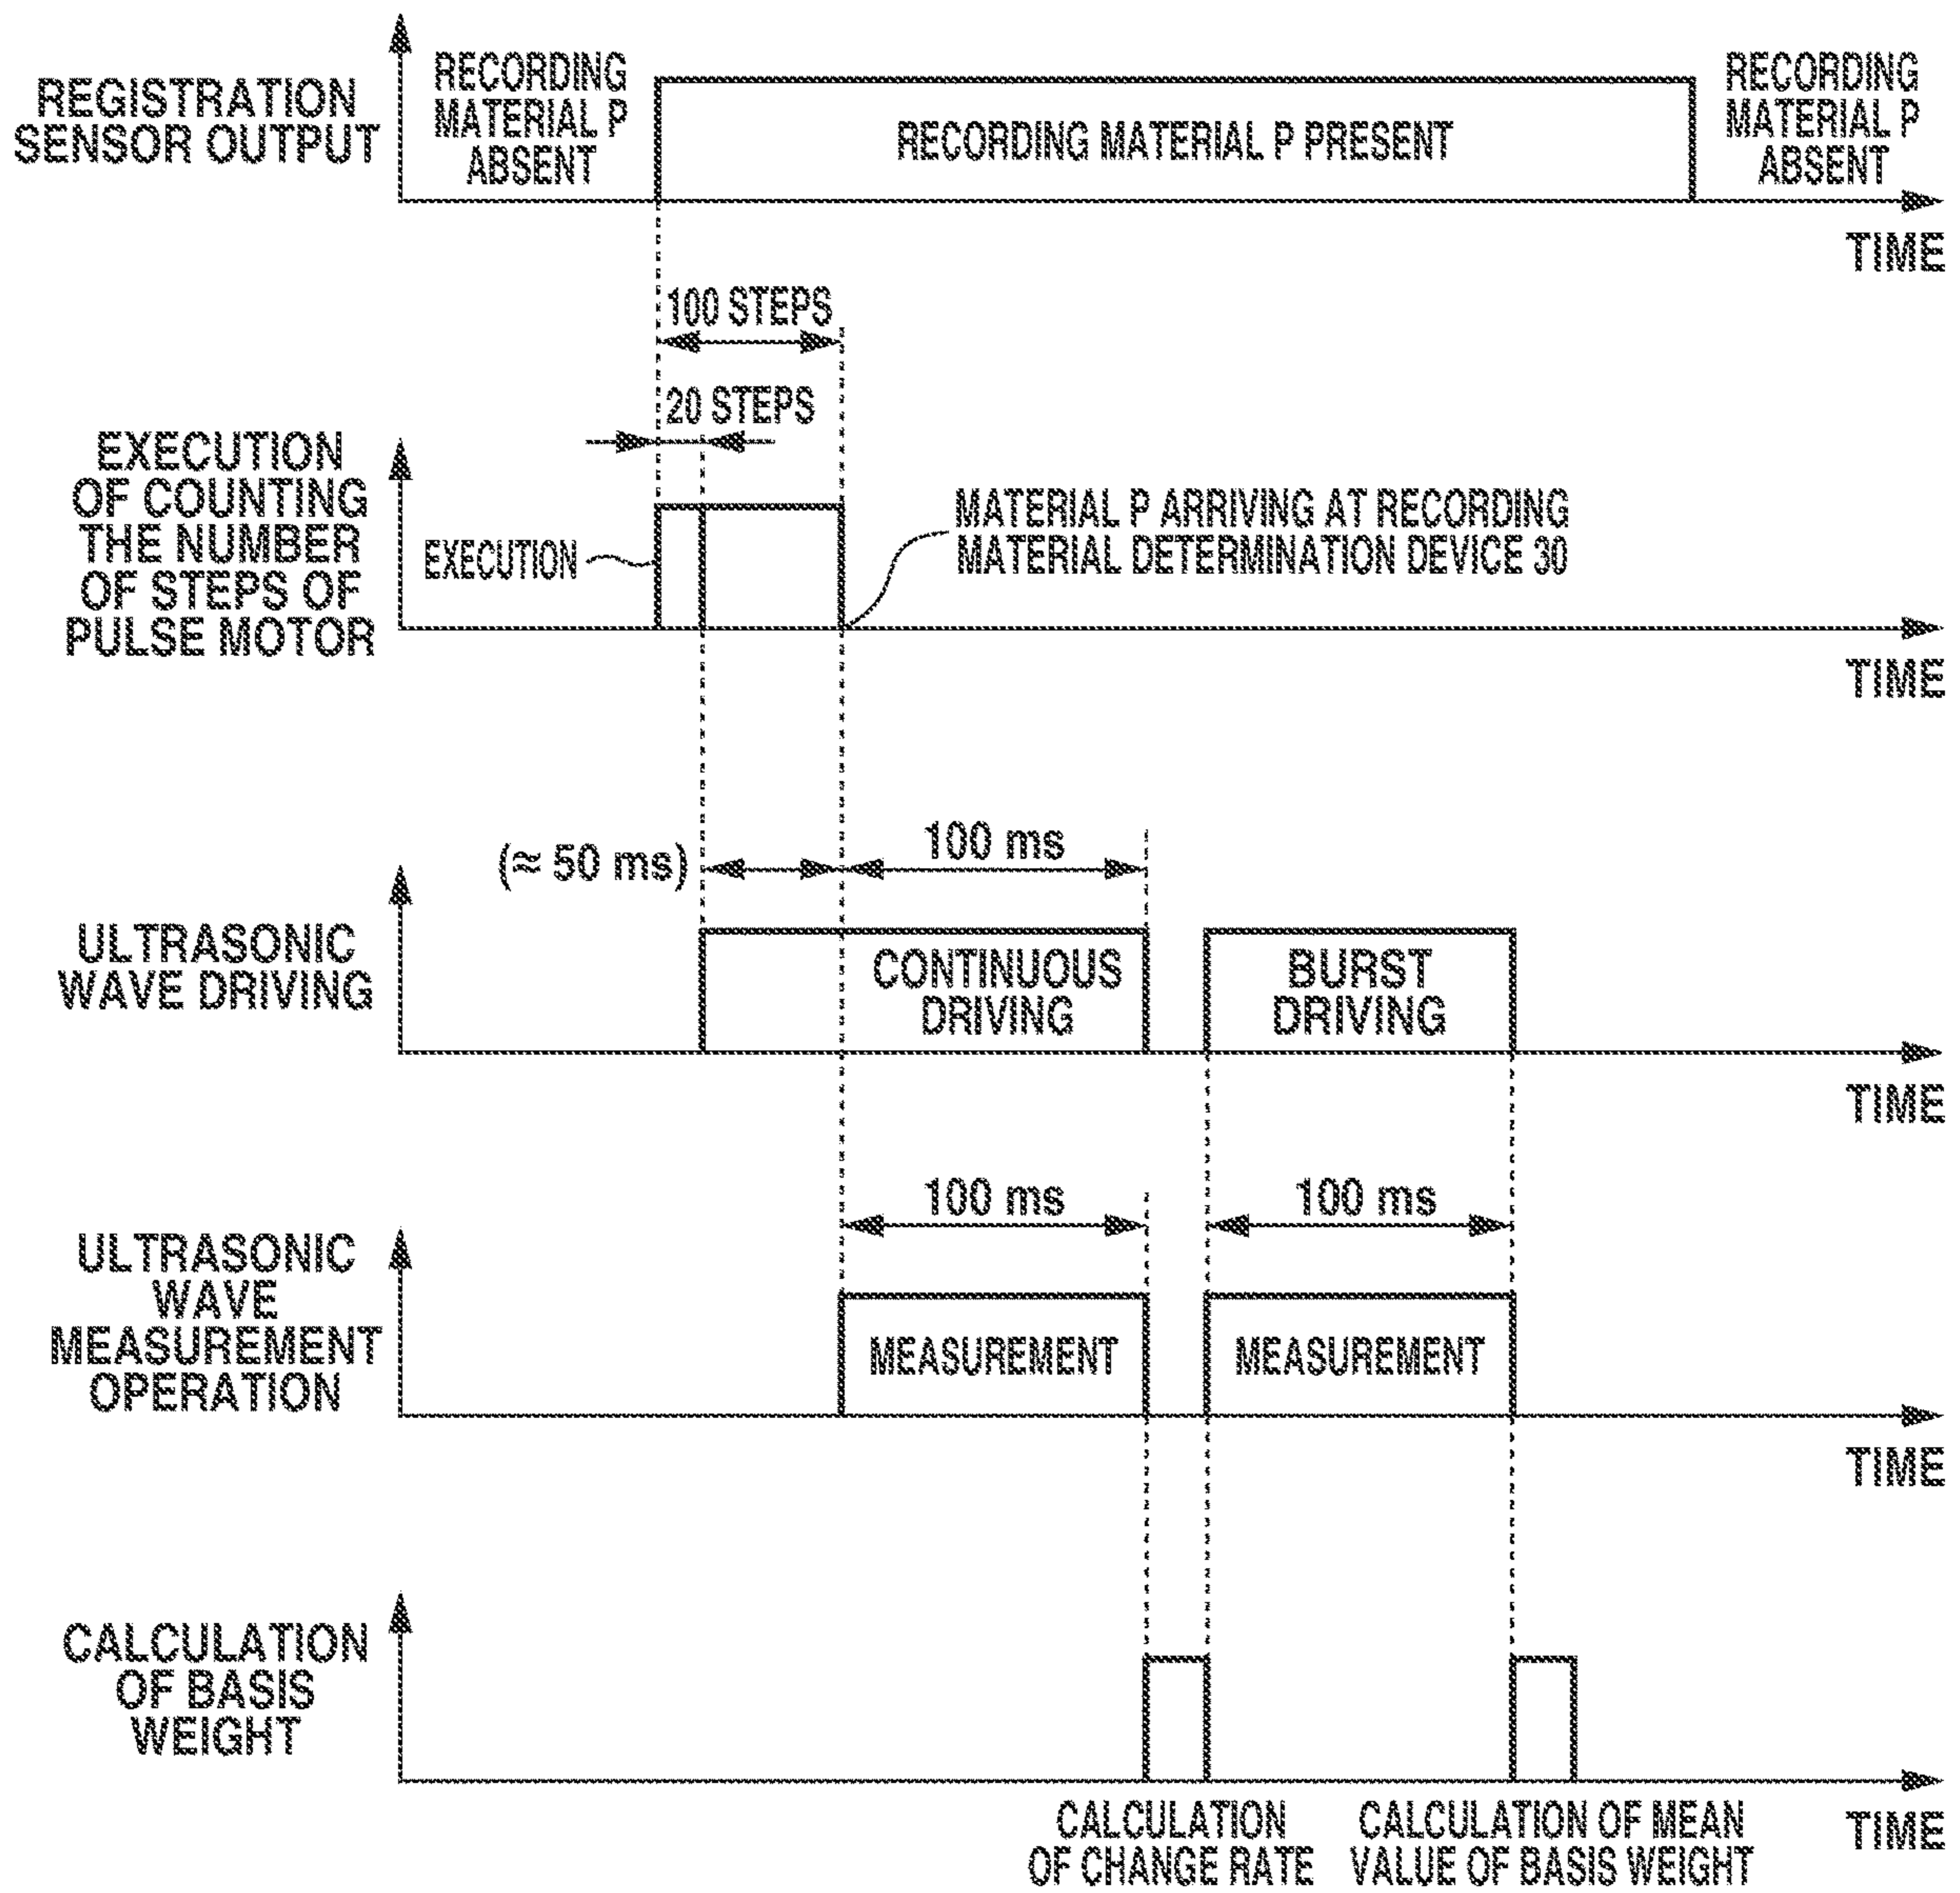 REGISTRATION
SENSOR OUTPUT
RECORDING
MATERIAL P
ABSENT
RECORDING MATERIAL P PRESENT
RECORDING
MATERIAL P
ABSENT
TIME
100 STEPS
20 STEPS
EXECUTION
OF COUNTING
THE NUMBER
OF STEPS OF
PULSE MOTOR
EXECUTION
MATERIAL P ARRIVING AT RECORDING
MATERIAL DETERMINATION DEVICE 30
TIME
(≈ 50 ms)
100 ms
ULTRASONIC
WAVE DRIVING
CONTINUOUS
DRIVING
BURST
DRIVING
TIME
100 ms
100 ms
ULTRASONIC
WAVE
MEASUREMENT
OPERATION
MEASUREMENT
MEASUREMENT
TIME
CALCULATION
OF BASIS
WEIGHT
CALCULATION
OF CHANGE RATE
CALCULATION OF MEAN
VALUE OF BASIS WEIGHT
TIME